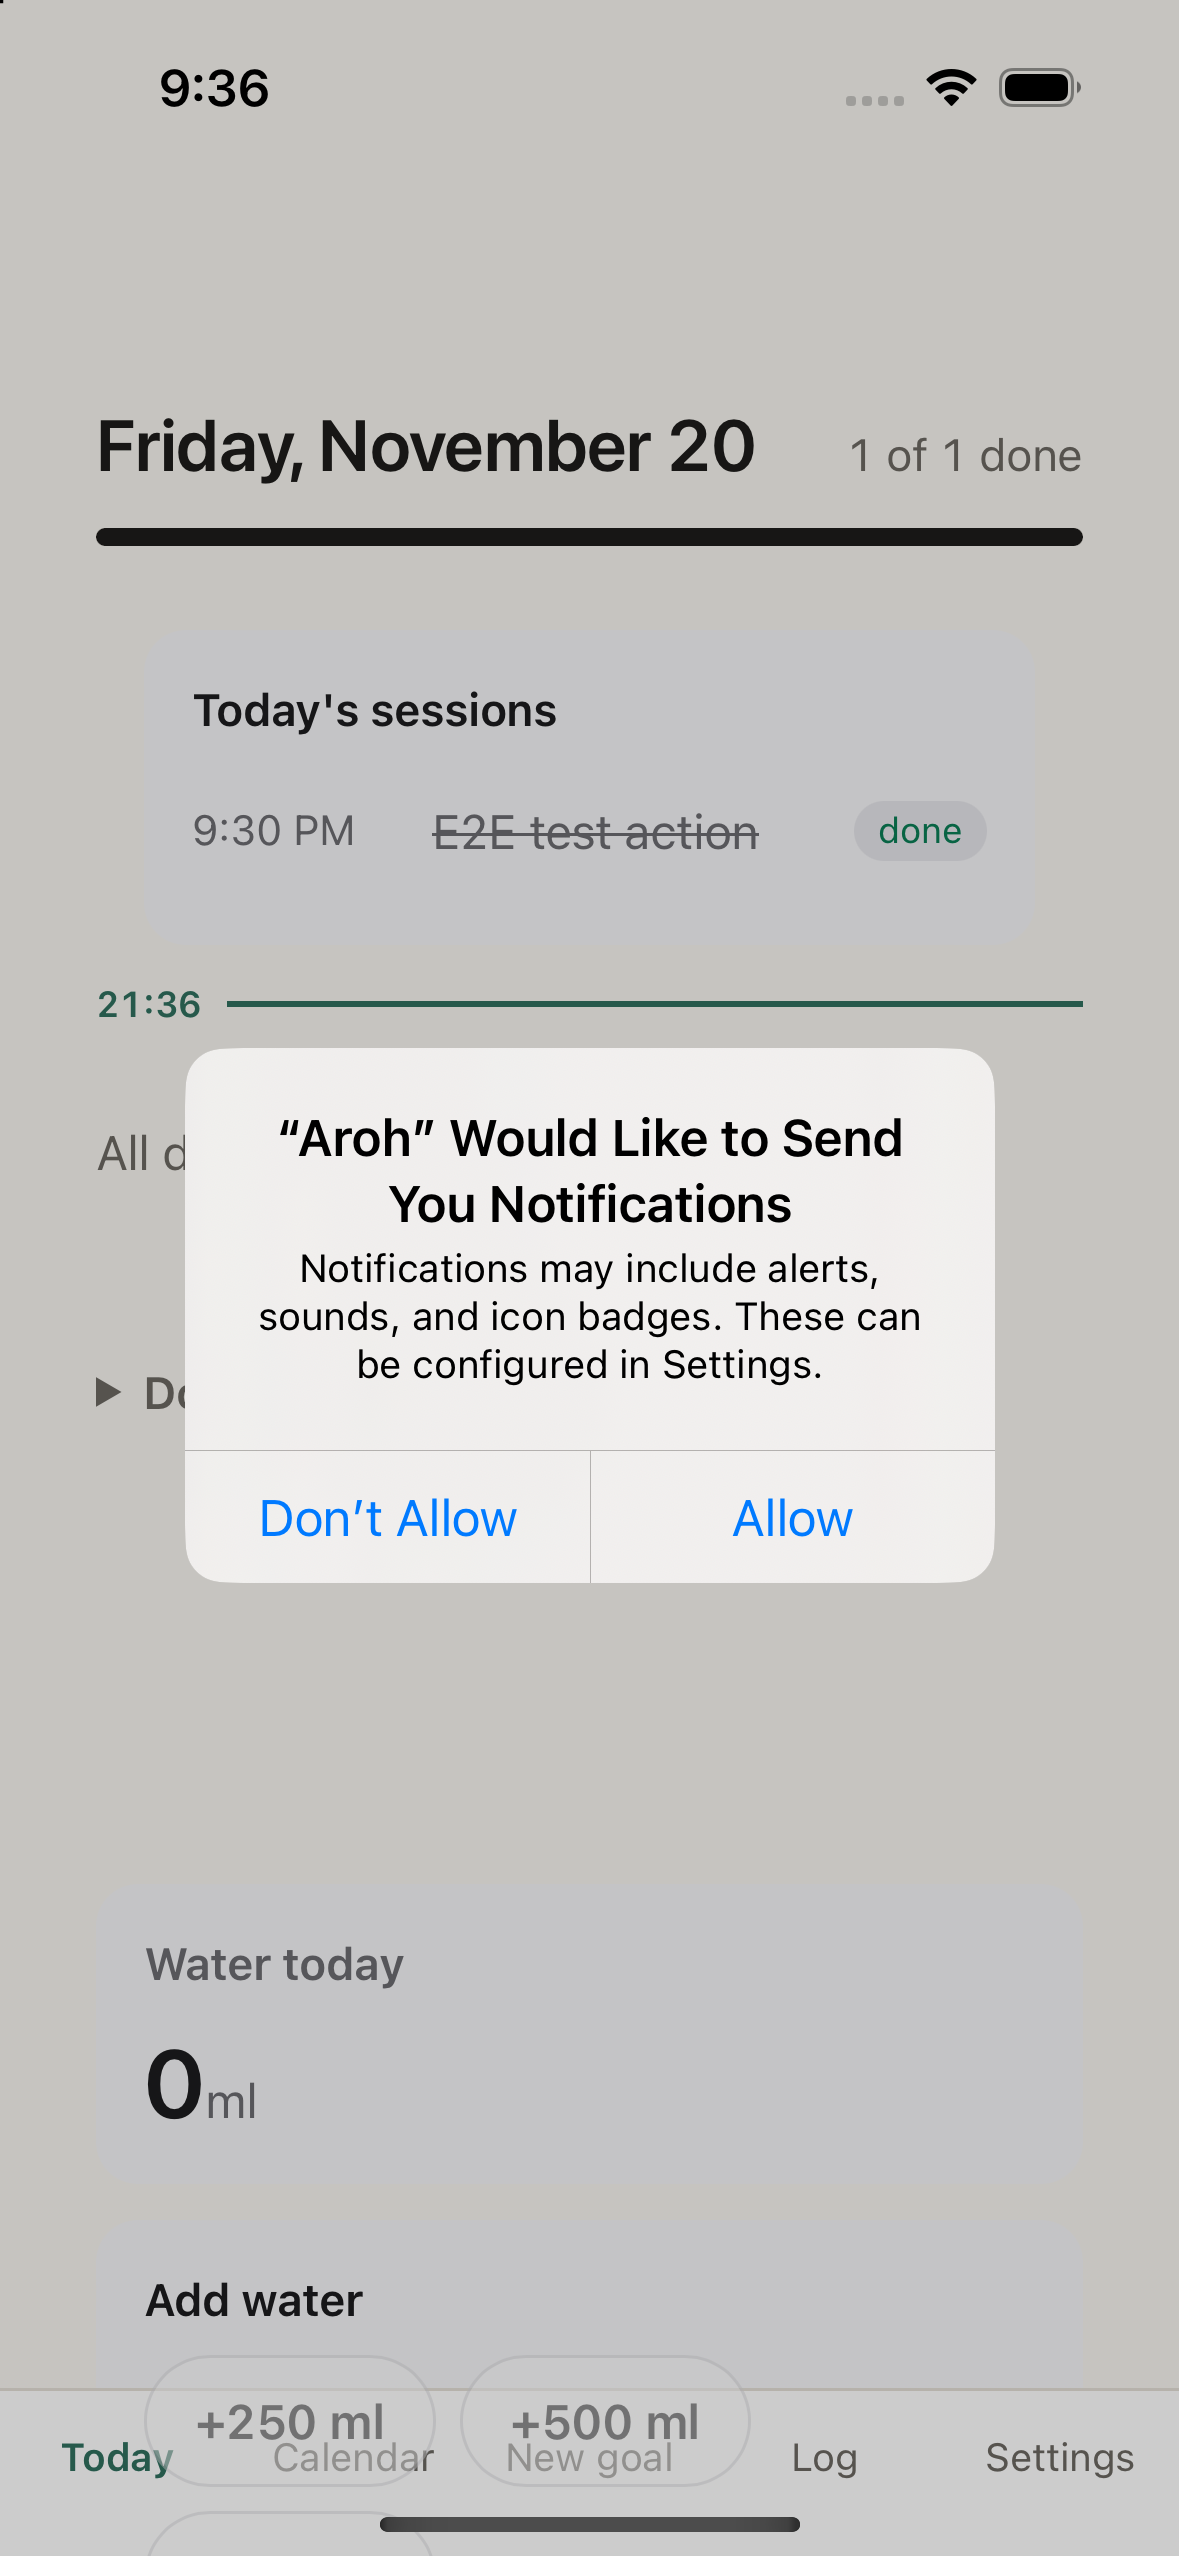 9:36
Friday, November 20
1 of 1 done
Today's sessions
9:30 PM E2E test action done
21:36
All
“Aroh” Would Like to Send
You Notifications
Notifications may include alerts,
sounds, and icon badges. These can
be configured in Settings.
Don’t Allow
Allow
Water today
0 ml
Add water
+250 ml +500 ml
Today Calendar New goal Log Settings